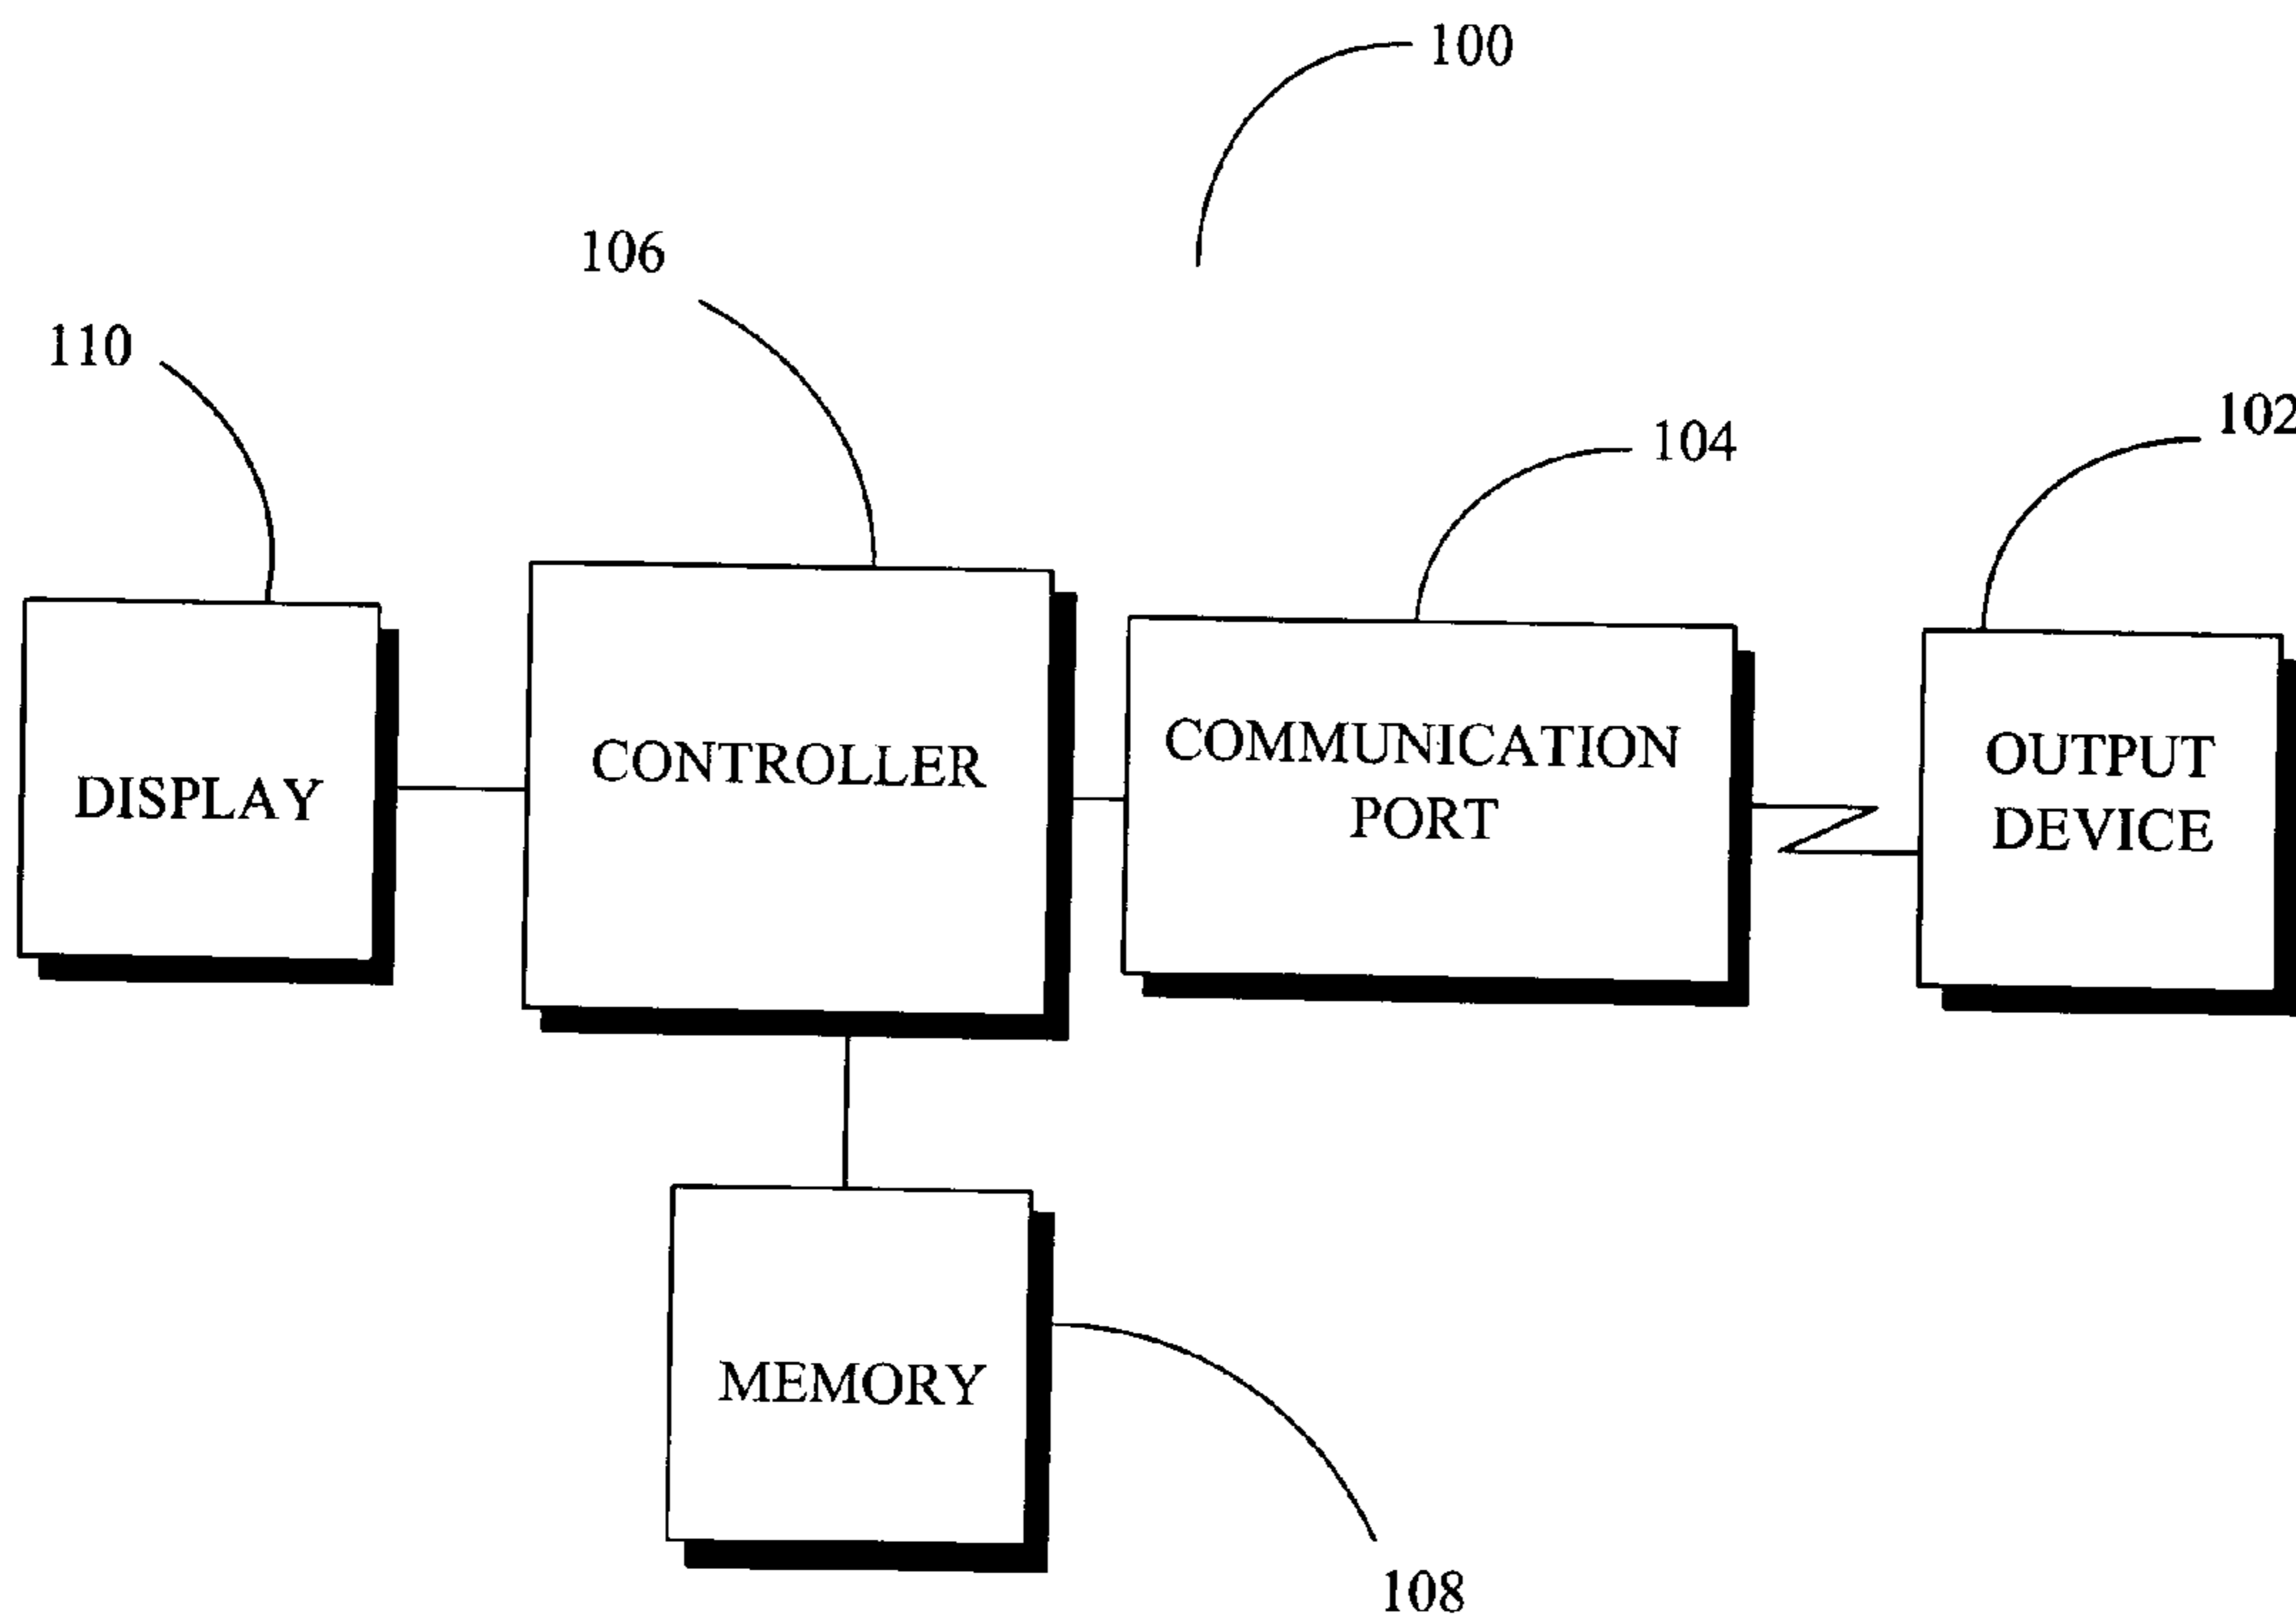 100
106
110
104
102
DISPLAY
CONTROLLER
COMMUNICATION
PORT
OUTPUT
DEVICE
MEMORY
108